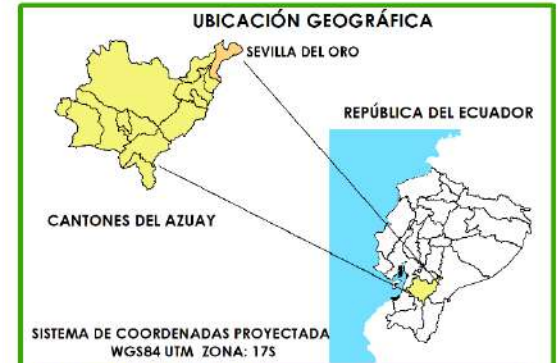 UBICACIÓN GEOGRÁFICA
SEVILLA DEL ORO
REPÚBLICA DEL ECUADOR
CANTONES DEL AZUAY
SISTEMA DE COORDENADAS PROYECTADA
WGS84 UTM ZONA: 17S